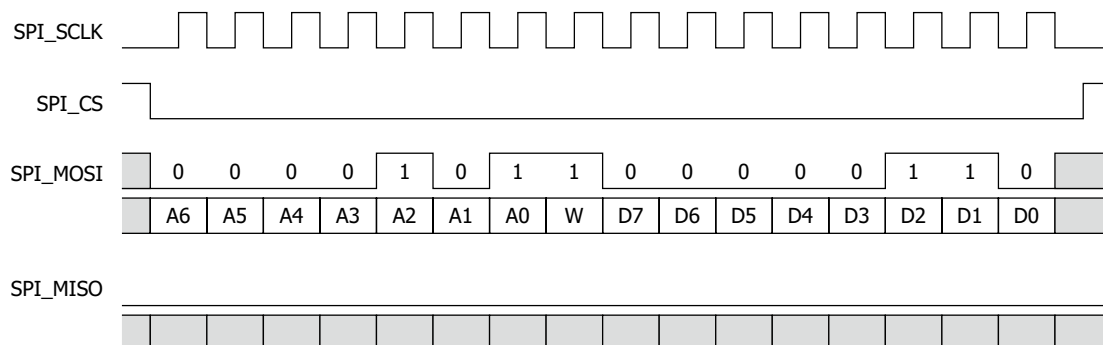 SPI_SCLK
SPI_CS
SPI_MOSI 0 0 0 0 1 0 1 1 0 0 0 0 0 1 1 0
A6 A5 A4 A3 A2 A1 A0 W D7 D6 D5 D4 D3 D2 D1 D0
SPI_MISO